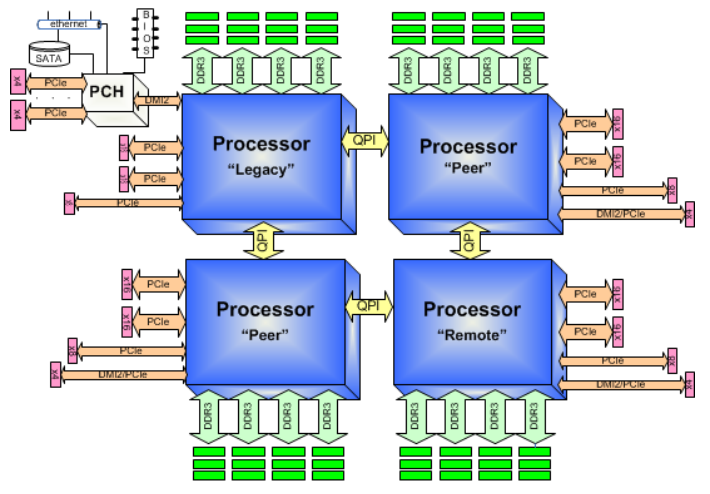 ethernet
BIOS
SATA
PCH
DMI2
x4
PCIe
x4
PCIe
DDR3
DDR3
DDR3
DDR3
DDR3
DDR3
DDR3
DDR3
Processor
“Legacy”
QPI
Processor
“Peer”
PCIe
PCIe
PCIe
PCIe
x16
PCIe
x16
PCIe
x8
DMI2/PCIe
x4
QPI
QPI
Processor
“Peer”
QPI
Processor
“Remote”
x16
PCIe
x16
PCIe
x8
PCIe
x4
DMI2/PCIe
PCIe
x16
PCIe
x16
PCIe
x8
DMI2/PCIe
x4
DDR3
DDR3
DDR3
DDR3
DDR3
DDR3
DDR3
DDR3